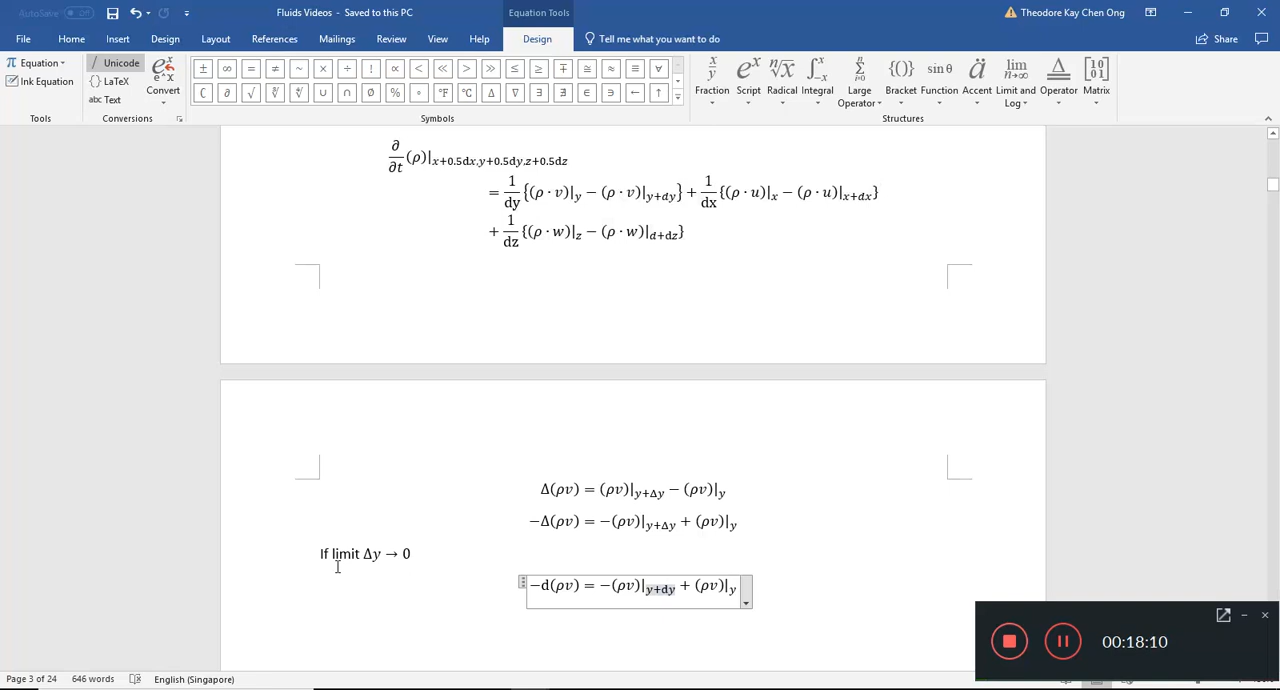 AutoSave Off Fluids Videos - Saved to this PC Equation Tools Theodore Kay Chen Ong
File Home Insert Design Layout References Mailings Review View Help Design Tell me what you want to do Share
Equation Unicode
Ink Equation LaTeX
abc Text Convert
± ∞ = ≠ ~ × ÷ ! ∝ < ≪ > ≫ ≤ ≥ ∓ ≅ ≈ ≡ ∀
∁ ∂ √ ∛ ∜ ∪ ∩ ∅ % ° ℉ ℃ ∆ ∇ ∃ ∄ ∈ ∋ ← ↑
Fraction Script Radical Integral Large Operator Bracket Function Accent Limit and Log Operator Matrix
Tools Conversions Symbols Structures
∂/∂t (ρ)|x+0.5dx,y+0.5dy,z+0.5dz
= 1/dy {(ρ · v)|y − (ρ · v)|y+dy} + 1/dx {(ρ · u)|x − (ρ · u)|x+dx}
+ 1/dz {(ρ · w)|z − (ρ · w)|d+dz}
Δ(ρv) = (ρv)|y+Δy − (ρv)|y
−Δ(ρv) = −(ρv)|y+Δy + (ρv)|y
If limit Δy → 0
−d(ρv) = −(ρv)|y+dy + (ρv)|y
00:18:10
Page 3 of 24 646 words English (Singapore)